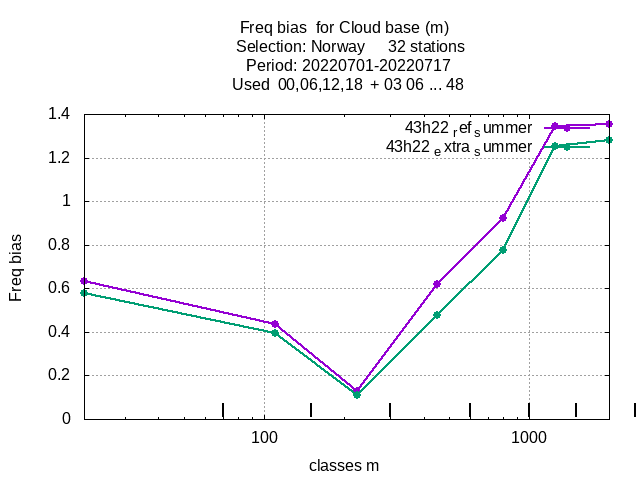 Freq bias  for Cloud base (m)
Selection: Norway     32 stations
Period: 20220701-20220717
Used  00,06,12,18  + 03 06 ... 48
1.4
43h22 ref summer
43h22 extra summer
1.2
1
0.8
Freq bias
0.6
0.4
0.2
0
100
1000
classes m